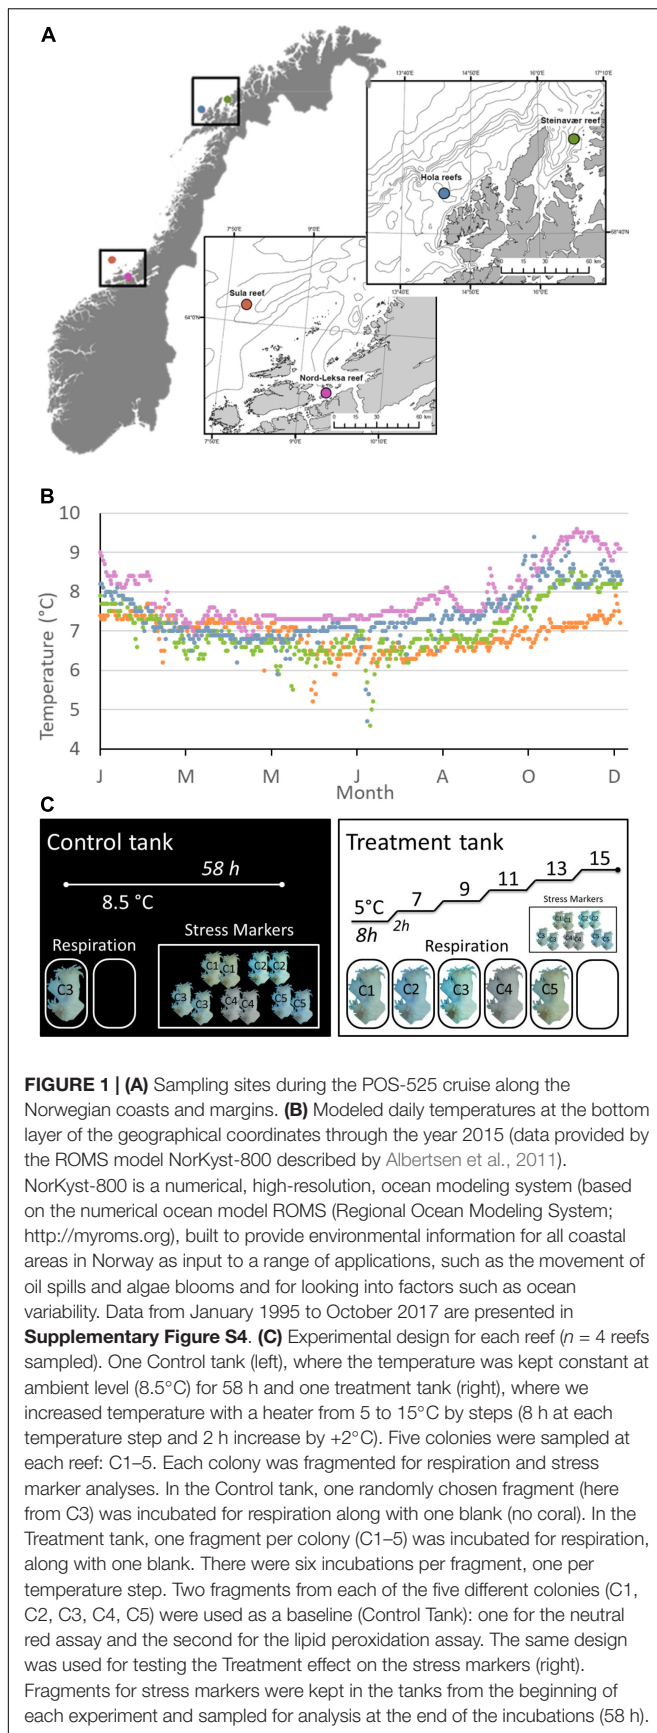 A
13°40'E
14°50'E
16°0'E
17°10'E
Steinavær reef
Hola reefs
68°40'N
0 15 30 45 60 km
13°40'E
14°50'E
16°0'E
7°50'E
9°0'E
Sula reef
64°0'N
Nord-Leksa reef
0 15 30 45 60 km
7°50'E
9°0'E
10°10'E
B
10
9
8
7
6
5
4
Temperature (°C)
J M M J A O D
Month
C
Control tank
58 h
8.5 °C
Respiration
Stress Markers
C3
C1 C1 C2 C2
C3 C3 C4 C4 C5 C5
Treatment tank
5°C 7 9 11 13 15
8h 2h
Stress Markers
C1 C1 C2 C2
C3 C3 C4 C4 C5 C5
Respiration
C1 C2 C3 C4 C5
FIGURE 1 | (A) Sampling sites during the POS-525 cruise along the
Norwegian coasts and margins. (B) Modeled daily temperatures at the bottom
layer of the geographical coordinates through the year 2015 (data provided by
the ROMS model NorKyst-800 described by Albertsen et al., 2011).
NorKyst-800 is a numerical, high-resolution, ocean modeling system (based
on the numerical ocean model ROMS (Regional Ocean Modeling System;
http://myroms.org), built to provide environmental information for all coastal
areas in Norway as input to a range of applications, such as the movement of
oil spills and algae blooms and for looking into factors such as ocean
variability. Data from January 1995 to October 2017 are presented in
Supplementary Figure S4. (C) Experimental design for each reef (n = 4 reefs
sampled). One Control tank (left), where the temperature was kept constant at
ambient level (8.5°C) for 58 h and one treatment tank (right), where we
increased temperature with a heater from 5 to 15°C by steps (8 h at each
temperature step and 2 h increase by +2°C). Five colonies were sampled at
each reef: C1–5. Each colony was fragmented for respiration and stress
marker analyses. In the Control tank, one randomly chosen fragment (here
from C3) was incubated for respiration along with one blank (no coral). In the
Treatment tank, one fragment per colony (C1–5) was incubated for respiration,
along with one blank. There were six incubations per fragment, one per
temperature step. Two fragments from each of the five different colonies (C1,
C2, C3, C4, C5) were used as a baseline (Control Tank): one for the neutral
red assay and the second for the lipid peroxidation assay. The same design
was used for testing the Treatment effect on the stress markers (right).
Fragments for stress markers were kept in the tanks from the beginning of
each experiment and sampled for analysis at the end of the incubations (58 h).